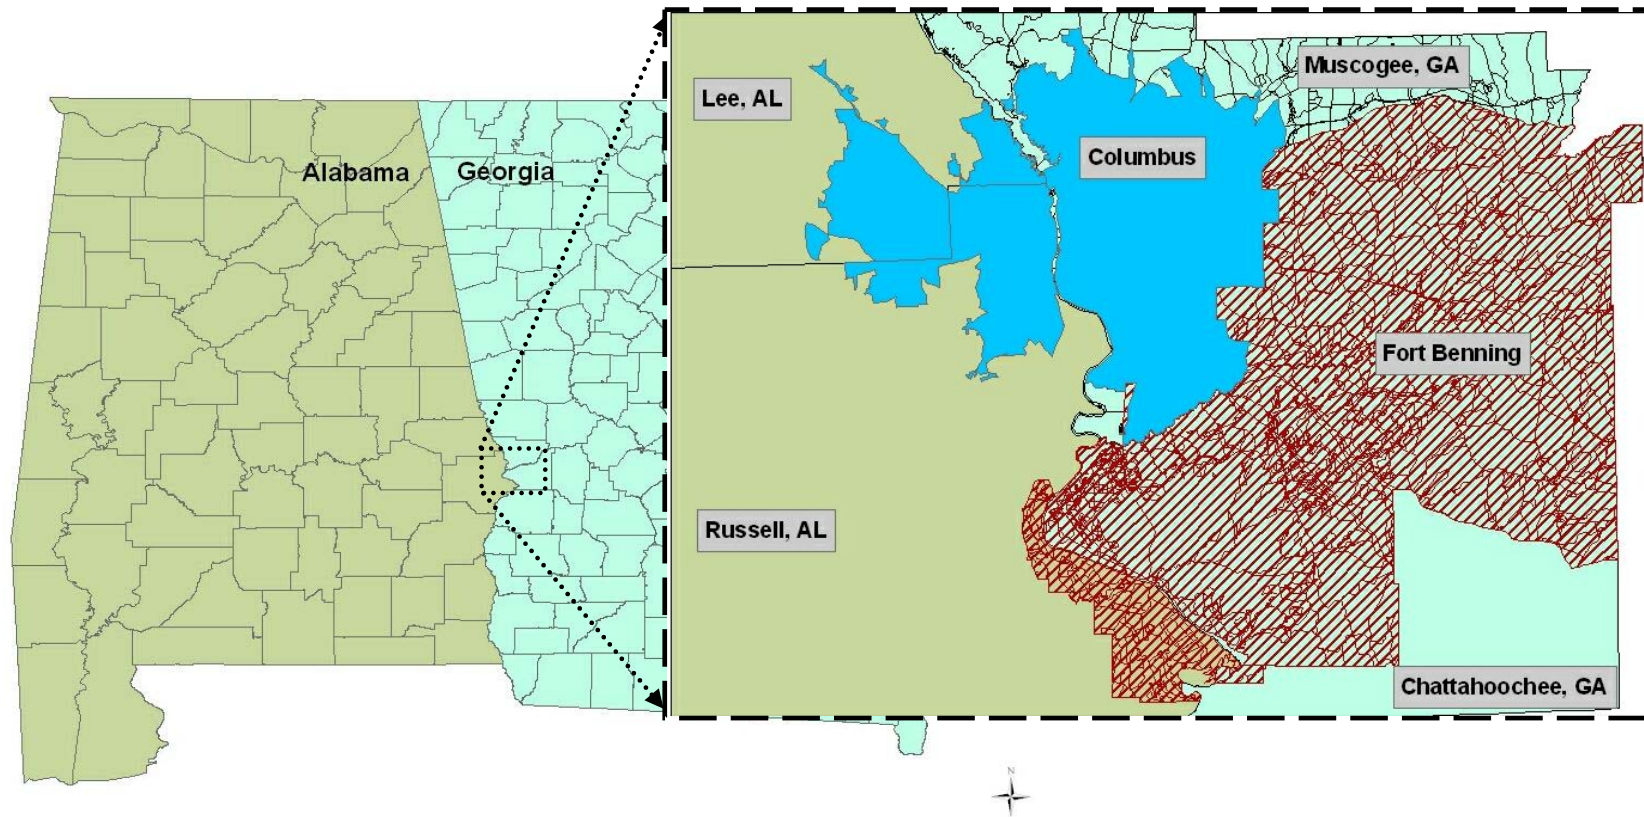 Alabama
Georgia
Lee, AL
Muscogee, GA
Columbus
Fort Benning
Russell, AL
Chattahoochee, GA
N